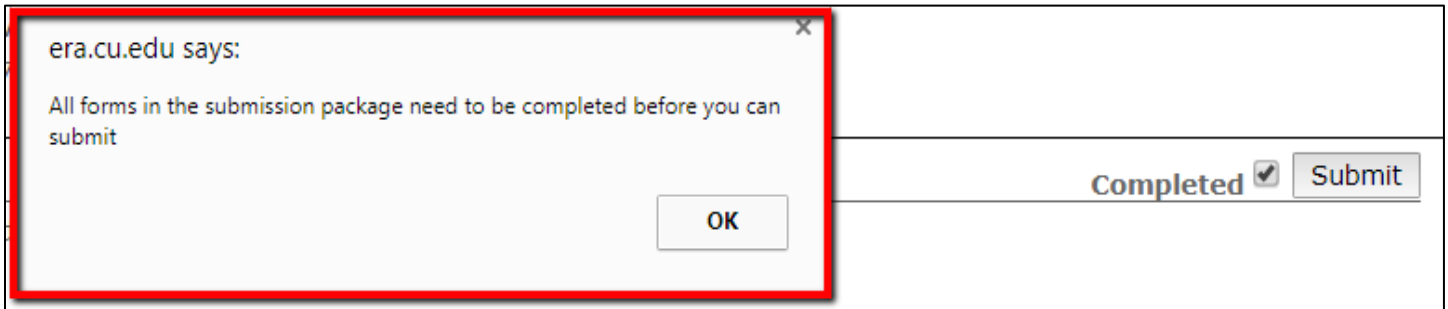 era.cu.edu says:
All forms in the submission package need to be completed before you can
submit
OK
Completed
Submit